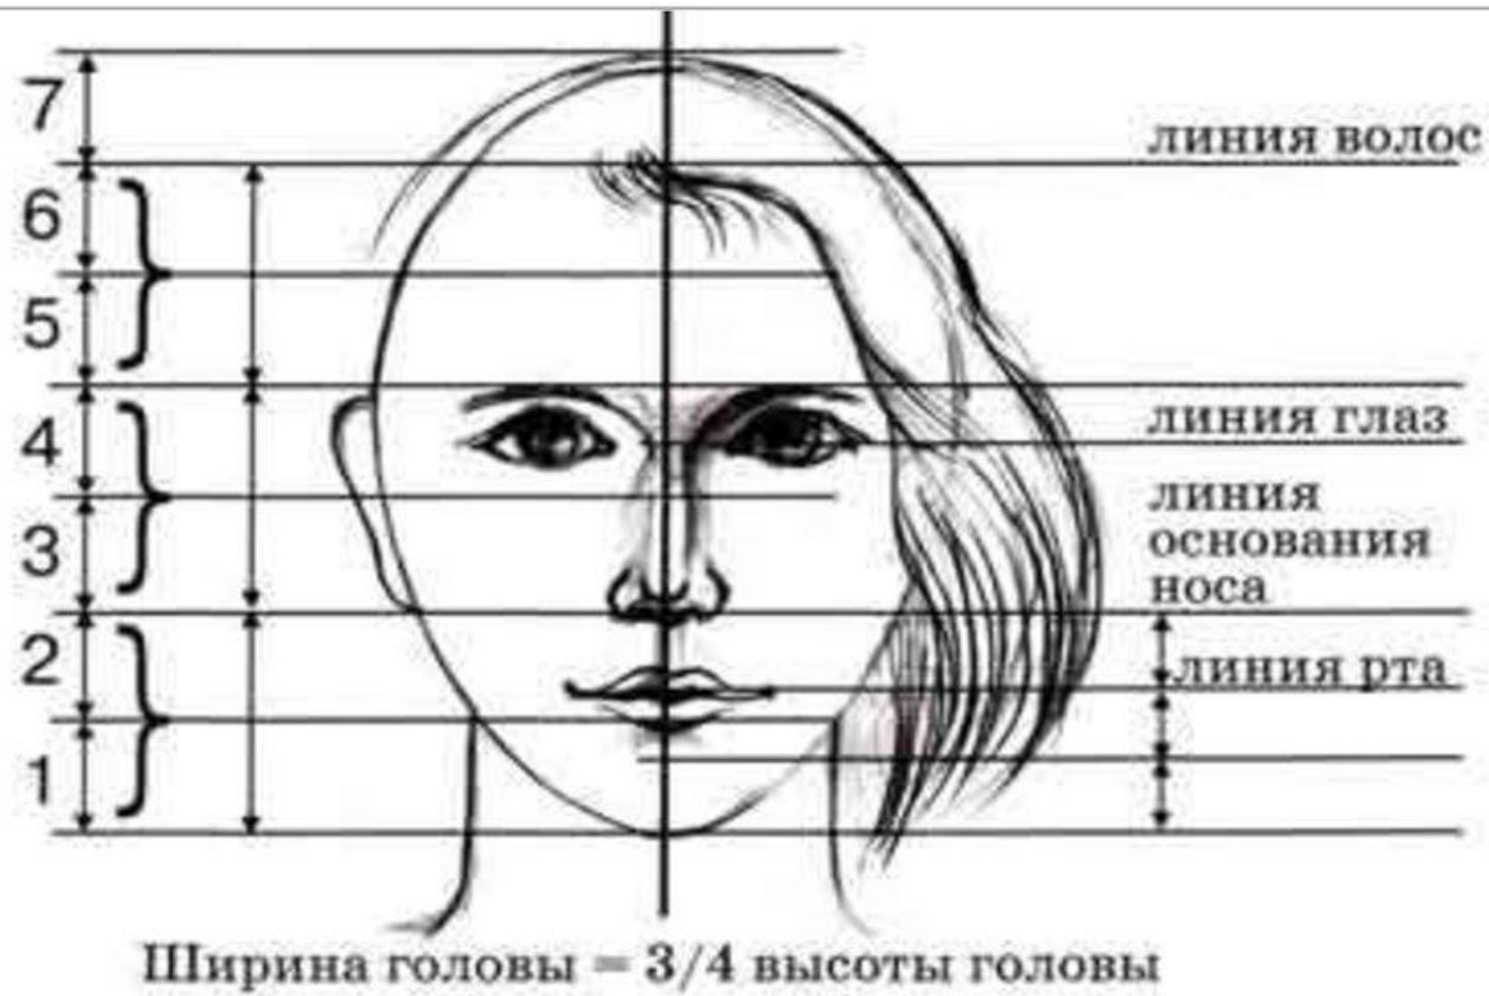 7
линия волос
6
5
4
линия глаз
линия
основания
носа
3
2
линия рта
1
Ширина головы = 3/4 высоты головы